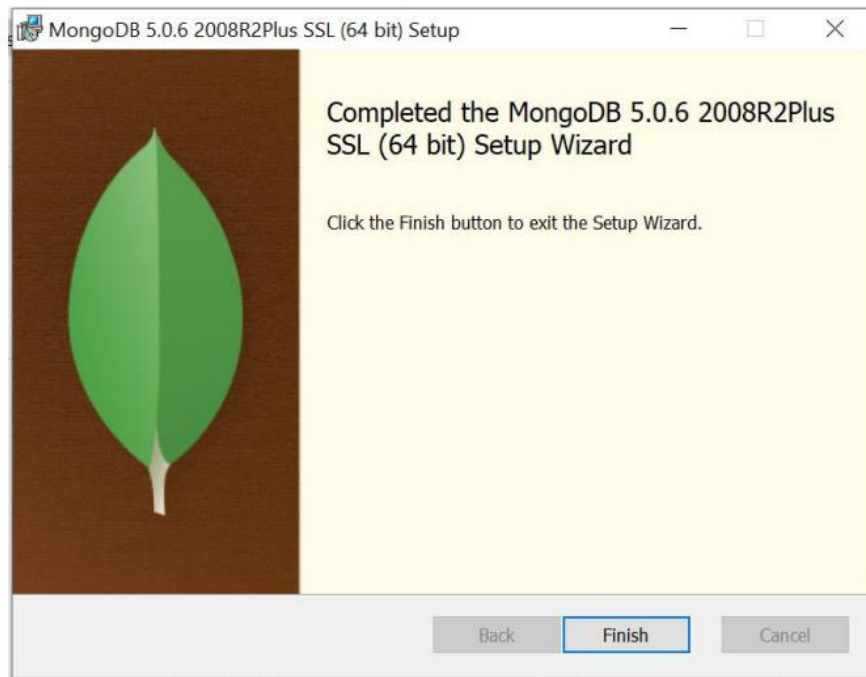 MongoDB 5.0.6 2008R2Plus SSL (64 bit) Setup
Completed the MongoDB 5.0.6 2008R2Plus
SSL (64 bit) Setup Wizard
Click the Finish button to exit the Setup Wizard.
Back
Finish
Cancel